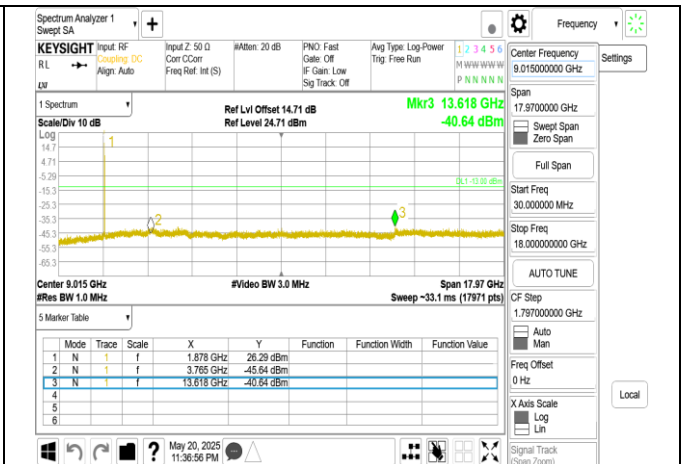 Spectrum Analyzer 1
Swept SA
+
Frequency
KEYSIGHT
RL
LXI
Input: RF
Coupling: DC
Align: Auto
Input Z: 50 Ω
Corr CCorr
Freq Ref: Int (S)
#Atten: 20 dB
PNO: Fast
Gate: Off
IF Gain: Low
Sig Track: Off
Avg Type: Log-Power
Trig: Free Run
1 2 3 4 5 6
M W W W W W
P N N N N N
Center Frequency
9.015000000 GHz
Settings
Span
17.9700000 GHz
Swept Span
Zero Span
Full Span
Start Freq
30.000000 MHz
Stop Freq
18.000000000 GHz
AUTO TUNE
CF Step
1.797000000 GHz
Auto
Man
Freq Offset
0 Hz
X Axis Scale
Log
Lin
Local
Signal Track
(Span Zoom)
1 Spectrum
Scale/Div 10 dB
Ref Lvl Offset 14.71 dB
Ref Level 24.71 dBm
Mkr3 13.618 GHz
-40.64 dBm
Log
14.7
4.71
-5.29
-15.3
-25.3
-35.3
-45.3
-55.3
-65.3
1
2
3
DL1 -13.00 dBm
Center 9.015 GHz
#Res BW 1.0 MHz
#Video BW 3.0 MHz
Span 17.97 GHz
Sweep ~33.1 ms (17971 pts)
5 Marker Table
Mode Trace Scale X Y Function Function Width Function Value
1 N 1 f 1.878 GHz 26.29 dBm
2 N 1 f 3.765 GHz -45.64 dBm
3 N 1 f 13.618 GHz -40.64 dBm
4
5
6
?
May 20, 2025
11:36:56 PM